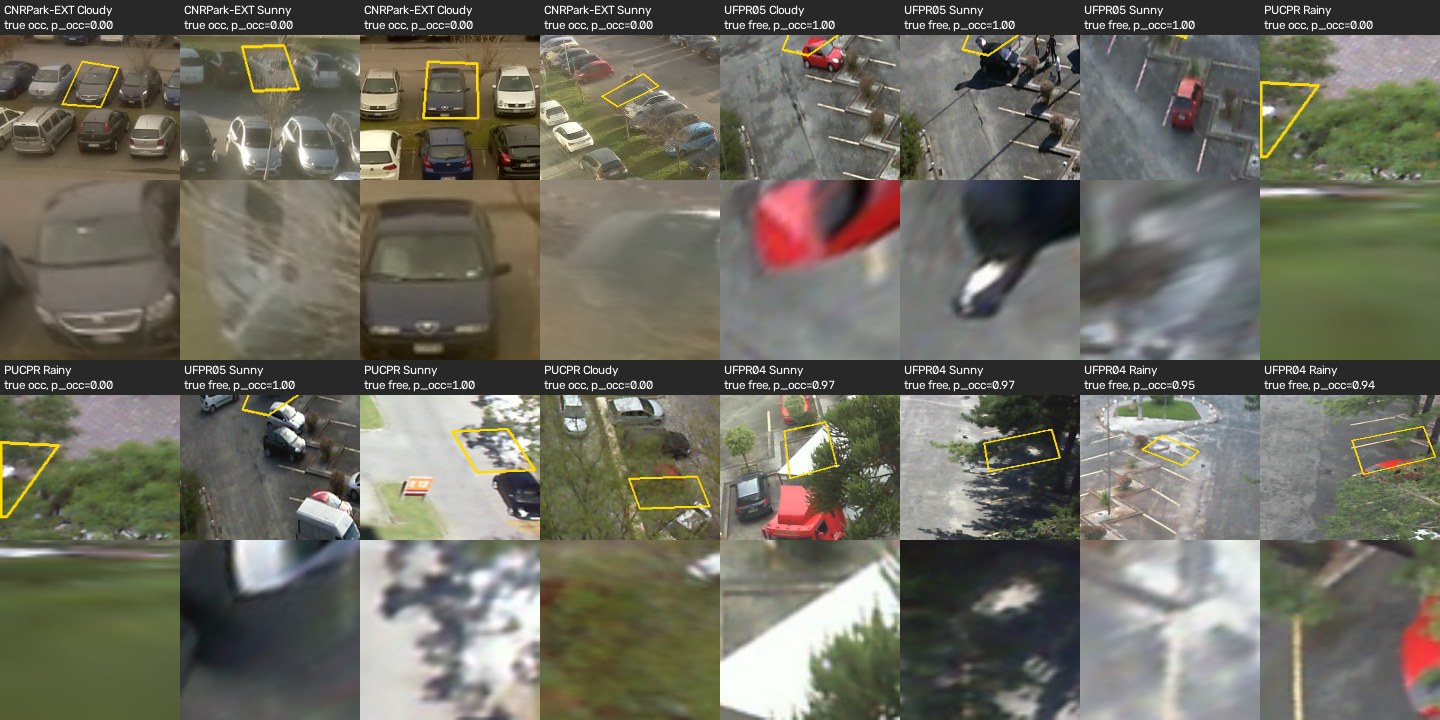 CNRPark-EXT Cloudy
true occ, p_occ=0.00
CNRPark-EXT Sunny
true occ, p_occ=0.00
CNRPark-EXT Cloudy
true occ, p_occ=0.00
CNRPark-EXT Sunny
true occ, p_occ=0.00
UFPR05 Cloudy
true free, p_occ=1.00
UFPR05 Sunny
true free, p_occ=1.00
UFPR05 Sunny
true free, p_occ=1.00
PUCPR Rainy
true occ, p_occ=0.00
PUCPR Rainy
true occ, p_occ=0.00
UFPR05 Sunny
true free, p_occ=1.00
PUCPR Sunny
true free, p_occ=1.00
PUCPR Cloudy
true occ, p_occ=0.00
UFPR04 Sunny
true free, p_occ=0.97
UFPR04 Sunny
true free, p_occ=0.97
UFPR04 Rainy
true free, p_occ=0.95
UFPR04 Rainy
true free, p_occ=0.94